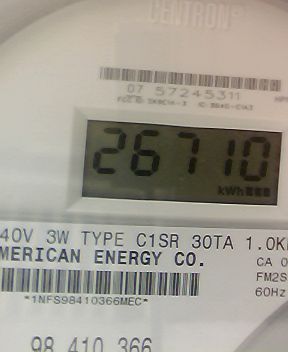 CENTRON®
07 57245311
26710
kWh
40V 3W TYPE C1SR 30TA 1.0K
MERICAN ENERGY CO.
CA 0
FM2S
60Hz
*1NFS98410366MEC*
98 410 366